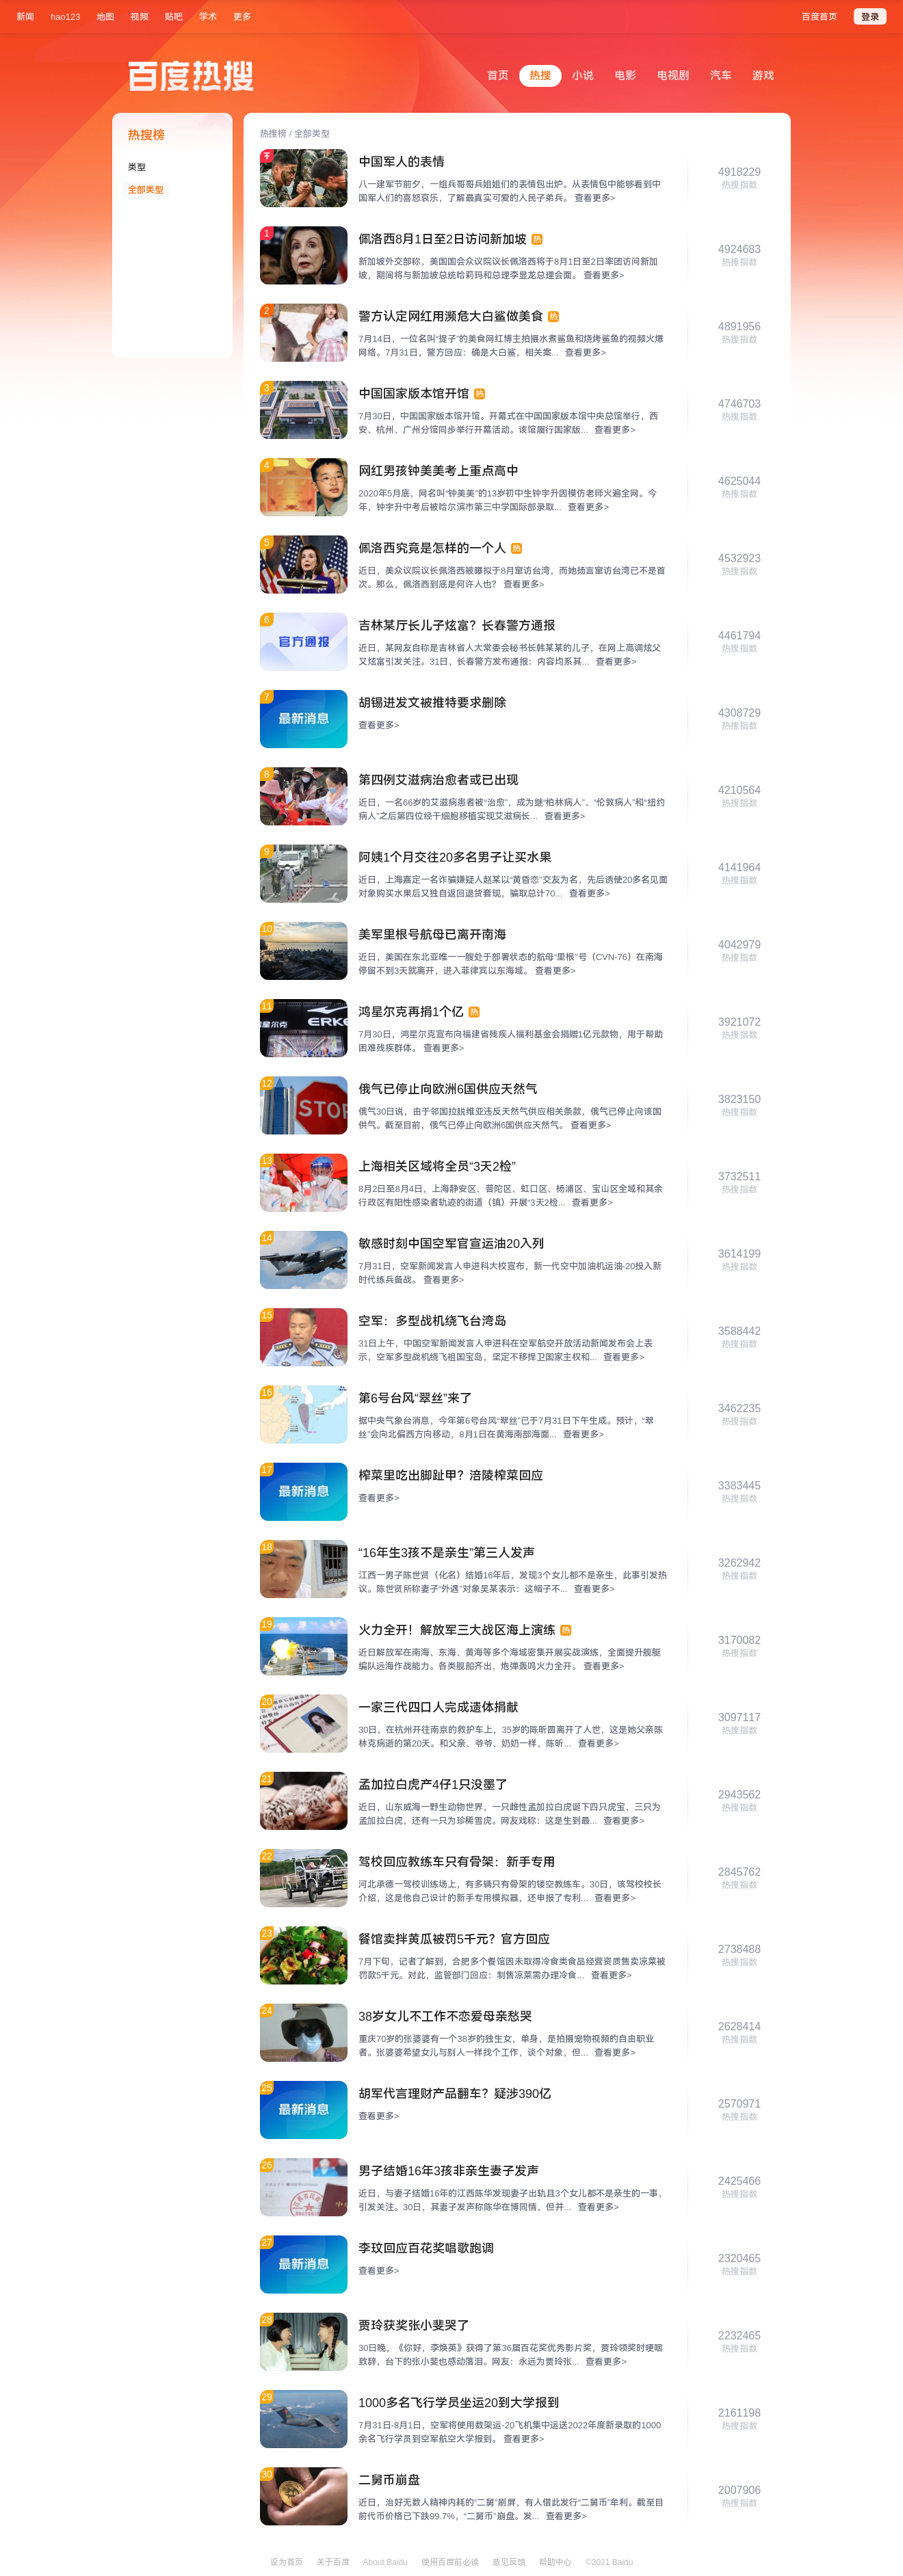 新闻 hao123 地图 视频 贴吧 学术 更多 百度首页 登录
百度热搜
首页 热搜 小说 电影 电视剧 汽车 游戏
热搜榜
类型
全部类型
热搜榜 / 全部类型
中国军人的表情
八一建军节前夕，一组兵哥哥兵姐姐们的表情包出炉。从表情包中能够看到中
国军人们的喜怒哀乐，了解最真实可爱的人民子弟兵。 查看更多>
4918229
热搜指数
1
佩洛西8月1日至2日访问新加坡 热
新加坡外交部称，美国国会众议院议长佩洛西将于8月1日至2日率团访问新加
坡，期间将与新加坡总统哈莉玛和总理李显龙总理会面。 查看更多>
4924683
热搜指数
2
警方认定网红用濒危大白鲨做美食 热
7月14日，一位名叫“提子”的美食网红博主拍摄水煮鲨鱼和烧烤鲨鱼的视频火爆
网络。7月31日，警方回应：确是大白鲨，相关案... 查看更多>
4891956
热搜指数
3
中国国家版本馆开馆 热
7月30日，中国国家版本馆开馆。开幕式在中国国家版本馆中央总馆举行，西
安、杭州、广州分馆同步举行开幕活动。该馆履行国家版... 查看更多>
4746703
热搜指数
4
网红男孩钟美美考上重点高中
2020年5月底，网名叫“钟美美”的13岁初中生钟宇升因模仿老师火遍全网。今
年，钟宇升中考后被哈尔滨市第三中学国际部录取... 查看更多>
4625044
热搜指数
5
佩洛西究竟是怎样的一个人 热
近日，美众议院议长佩洛西被曝拟于8月窜访台湾，而她扬言窜访台湾已不是首
次。那么，佩洛西到底是何许人也？ 查看更多>
4532923
热搜指数
6
官方通报
吉林某厅长儿子炫富？长春警方通报
近日，某网友自称是吉林省人大常委会秘书长韩某某的儿子，在网上高调炫父
又炫富引发关注。31日，长春警方发布通报：内容均系其... 查看更多>
4461794
热搜指数
7
最新消息
胡锡进发文被推特要求删除
查看更多>
4308729
热搜指数
8
第四例艾滋病治愈者或已出现
近日，一名66岁的艾滋病患者被“治愈”，成为继“柏林病人”、“伦敦病人”和“纽约
病人”之后第四位经干细胞移植实现艾滋病长... 查看更多>
4210564
热搜指数
9
阿姨1个月交往20多名男子让买水果
近日，上海嘉定一名诈骗嫌疑人赵某以“黄昏恋”交友为名，先后诱使20多名见面
对象购买水果后又独自返回退货套现，骗取总计70... 查看更多>
4141964
热搜指数
10
美军里根号航母已离开南海
近日，美国在东北亚唯一一艘处于部署状态的航母“里根”号（CVN-76）在南海
停留不到3天就离开，进入菲律宾以东海域。 查看更多>
4042979
热搜指数
11
鸿星尔克再捐1个亿 热
7月30日，鸿星尔克宣布向福建省残疾人福利基金会捐赠1亿元款物，用于帮助
困难残疾群体。 查看更多>
3921072
热搜指数
12
STOP
俄气已停止向欧洲6国供应天然气
俄气30日说，由于邻国拉脱维亚违反天然气供应相关条款，俄气已停止向该国
供气。截至目前，俄气已停止向欧洲6国供应天然气。 查看更多>
3823150
热搜指数
13
上海相关区域将全员“3天2检”
8月2日至8月4日，上海静安区、普陀区、虹口区、杨浦区、宝山区全域和其余
行政区有阳性感染者轨迹的街道（镇）开展“3天2检... 查看更多>
3732511
热搜指数
14
敏感时刻中国空军官宣运油20入列
7月31日，空军新闻发言人申进科大校宣布，新一代空中加油机运油-20投入新
时代练兵备战。 查看更多>
3614199
热搜指数
15
空军：多型战机绕飞台湾岛
31日上午，中国空军新闻发言人申进科在空军航空开放活动新闻发布会上表
示，空军多型战机绕飞祖国宝岛，坚定不移捍卫国家主权和... 查看更多>
3588442
热搜指数
16
第6号台风“翠丝”来了
据中央气象台消息，今年第6号台风“翠丝”已于7月31日下午生成。预计，“翠
丝”会向北偏西方向移动，8月1日在黄海南部海面... 查看更多>
3462235
热搜指数
17
最新消息
榨菜里吃出脚趾甲？涪陵榨菜回应
查看更多>
3383445
热搜指数
18
“16年生3孩不是亲生”第三人发声
江西一男子陈世贤（化名）结婚16年后，发现3个女儿都不是亲生，此事引发热
议。陈世贤所称妻子“外遇”对象吴某表示：这帽子不... 查看更多>
3262942
热搜指数
19
火力全开！解放军三大战区海上演练 热
近日解放军在南海、东海、黄海等多个海域密集开展实战演练，全面提升舰艇
编队远海作战能力。各类舰船齐出，炮弹轰鸣火力全开。 查看更多>
3170082
热搜指数
20
一家三代四口人完成遗体捐献
30日，在杭州开往南京的救护车上，35岁的陈昕圆离开了人世，这是她父亲陈
林克病逝的第20天。和父亲、爷爷、奶奶一样，陈昕... 查看更多>
3097117
热搜指数
21
孟加拉白虎产4仔1只没墨了
近日，山东威海一野生动物世界，一只雌性孟加拉白虎诞下四只虎宝，三只为
孟加拉白虎，还有一只为珍稀雪虎。网友戏称：这是生到最... 查看更多>
2943562
热搜指数
22
驾校回应教练车只有骨架：新手专用
河北承德一驾校训练场上，有多辆只有骨架的镂空教练车。30日，该驾校校长
介绍，这是他自己设计的新手专用模拟器，还申报了专利... 查看更多>
2845762
热搜指数
23
餐馆卖拌黄瓜被罚5千元？官方回应
7月下旬，记者了解到，合肥多个餐馆因未取得冷食类食品经营资质售卖凉菜被
罚款5千元。对此，监管部门回应：制售凉菜需办理冷食... 查看更多>
2738488
热搜指数
24
38岁女儿不工作不恋爱母亲愁哭
重庆70岁的张婆婆有一个38岁的独生女，单身，是拍摄宠物视频的自由职业
者。张婆婆希望女儿与别人一样找个工作，谈个对象，但... 查看更多>
2628414
热搜指数
25
最新消息
胡军代言理财产品翻车？疑涉390亿
查看更多>
2570971
热搜指数
26
男子结婚16年3孩非亲生妻子发声
近日，与妻子结婚16年的江西陈华发现妻子出轨且3个女儿都不是亲生的一事，
引发关注。30日，其妻子发声称陈华在博同情，但并... 查看更多>
2425466
热搜指数
27
最新消息
李玟回应百花奖唱歌跑调
查看更多>
2320465
热搜指数
28
贾玲获奖张小斐哭了
30日晚，《你好，李焕英》获得了第36届百花奖优秀影片奖，贾玲领奖时哽咽
致辞，台下的张小斐也感动落泪。网友：永远为贾玲张... 查看更多>
2232465
热搜指数
29
1000多名飞行学员坐运20到大学报到
7月31日-8月1日，空军将使用数架运-20飞机集中运送2022年度新录取的1000
余名飞行学员到空军航空大学报到。 查看更多>
2161198
热搜指数
30
二舅币崩盘
近日，治好无数人精神内耗的“二舅”刷屏，有人借此发行“二舅币”牟利。截至目
前代币价格已下跌99.7%，“二舅币”崩盘。发... 查看更多>
2007906
热搜指数
设为首页 关于百度 About Baidu 使用百度前必读 意见反馈 帮助中心 ©2021 Baidu